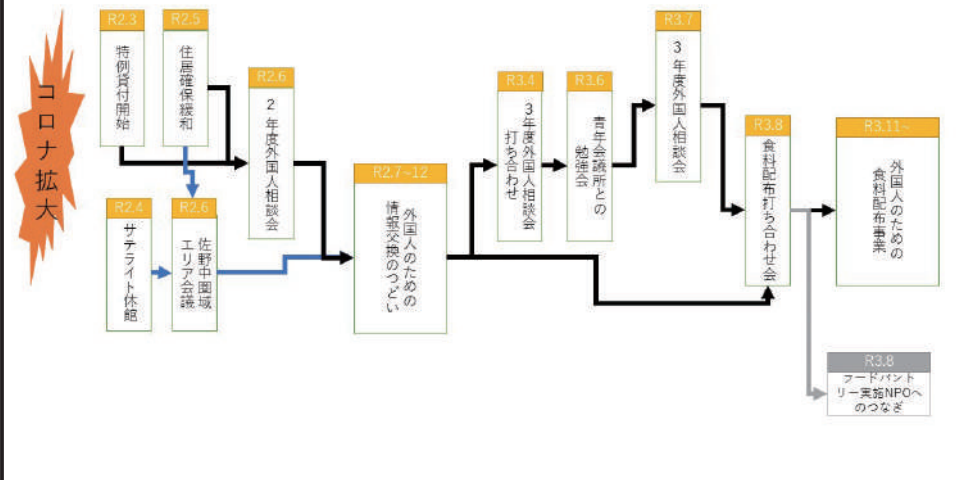 コロナ拡大
R2.3
特例貸付開始
R2.5
住居確保緩和
R2.6
2年度外国人相談会
R2.4
サテライト休館
R2.6
佐野中圏域
エリア会議
R2.7~12
外国人のための
情報交換のつどい
R3.4
3年度外国人相談会
打ち合わせ
R3.6
青年会議所との
勉強会
R3.7
3年度外国人相談会
R3.8
食料配布打ち合わせ会
R3.11~
外国人のための
食料配布事業
R3.8
フードパント
リー実施NPOへ
のつなぎ